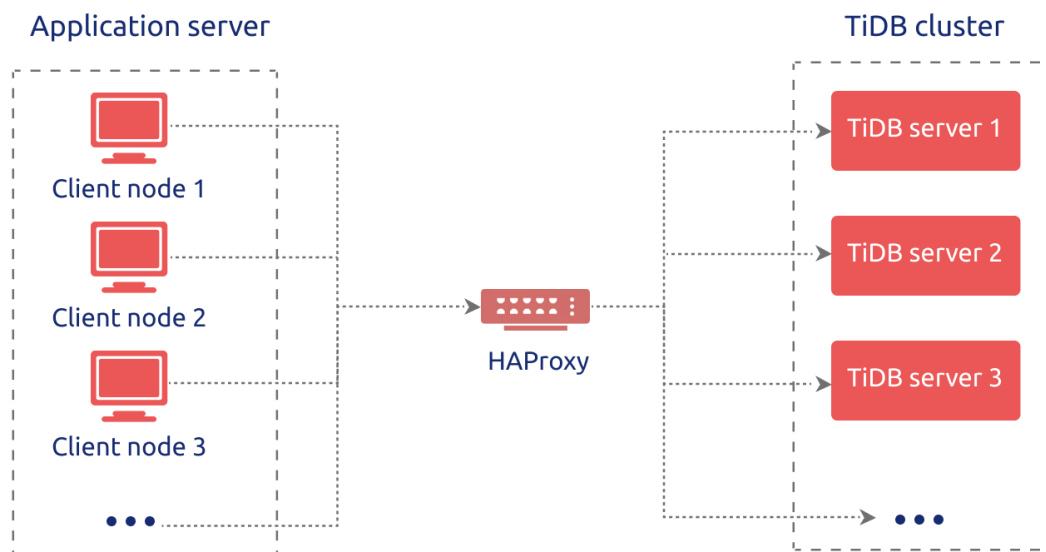 Application server
TiDB cluster
Client node 1
Client node 2
Client node 3
HAProxy
TiDB server 1
TiDB server 2
TiDB server 3